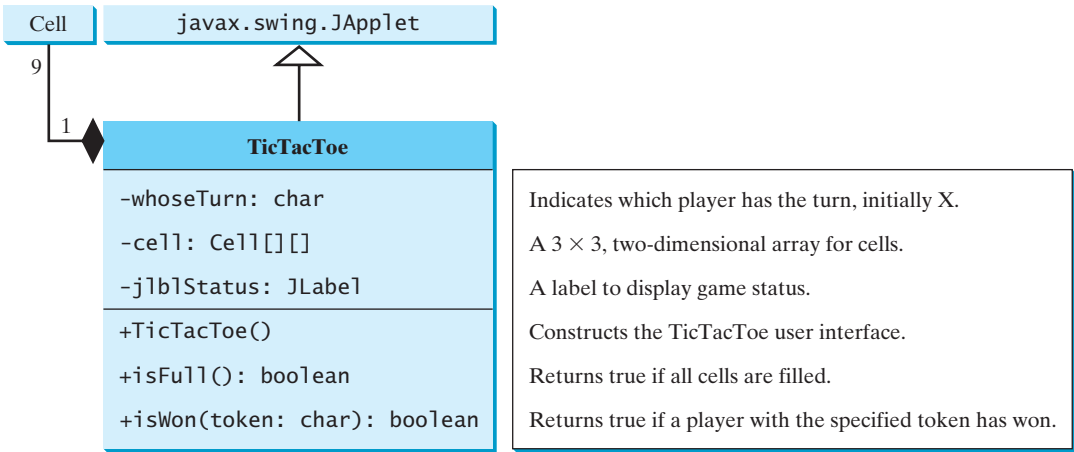 Cell
javax.swing.JApplet
9
1
TicTacToe
-whoseTurn: char
-cell: Cell[][]
-jlblStatus: JLabel
+TicTacToe()
+isFull(): boolean
+isWon(token: char): boolean
Indicates which player has the turn, initially X.
A 3 × 3, two-dimensional array for cells.
A label to display game status.
Constructs the TicTacToe user interface.
Returns true if all cells are filled.
Returns true if a player with the specified token has won.